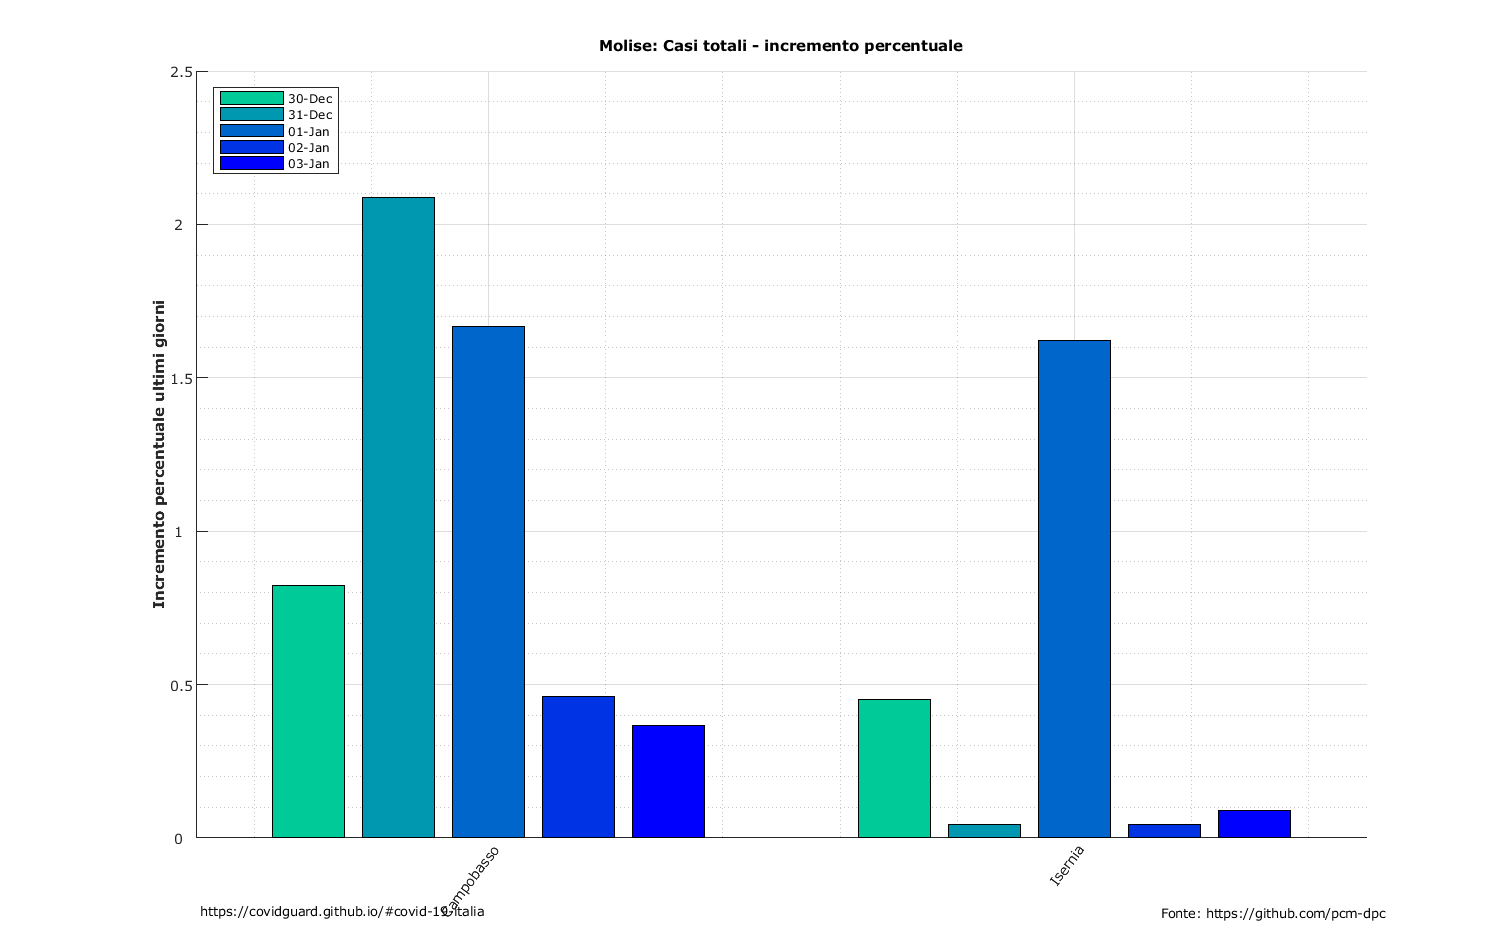 Molise: Casi totali - incremento percentuale
2.5
2
1.5
1
0.5
0
Incremento percentuale ultimi giorni
30-Dec
31-Dec
01-Jan
02-Jan
03-Jan
Campobasso
Isernia
https://covidguard.github.io/#covid-19-italia
Fonte: https://github.com/pcm-dpc